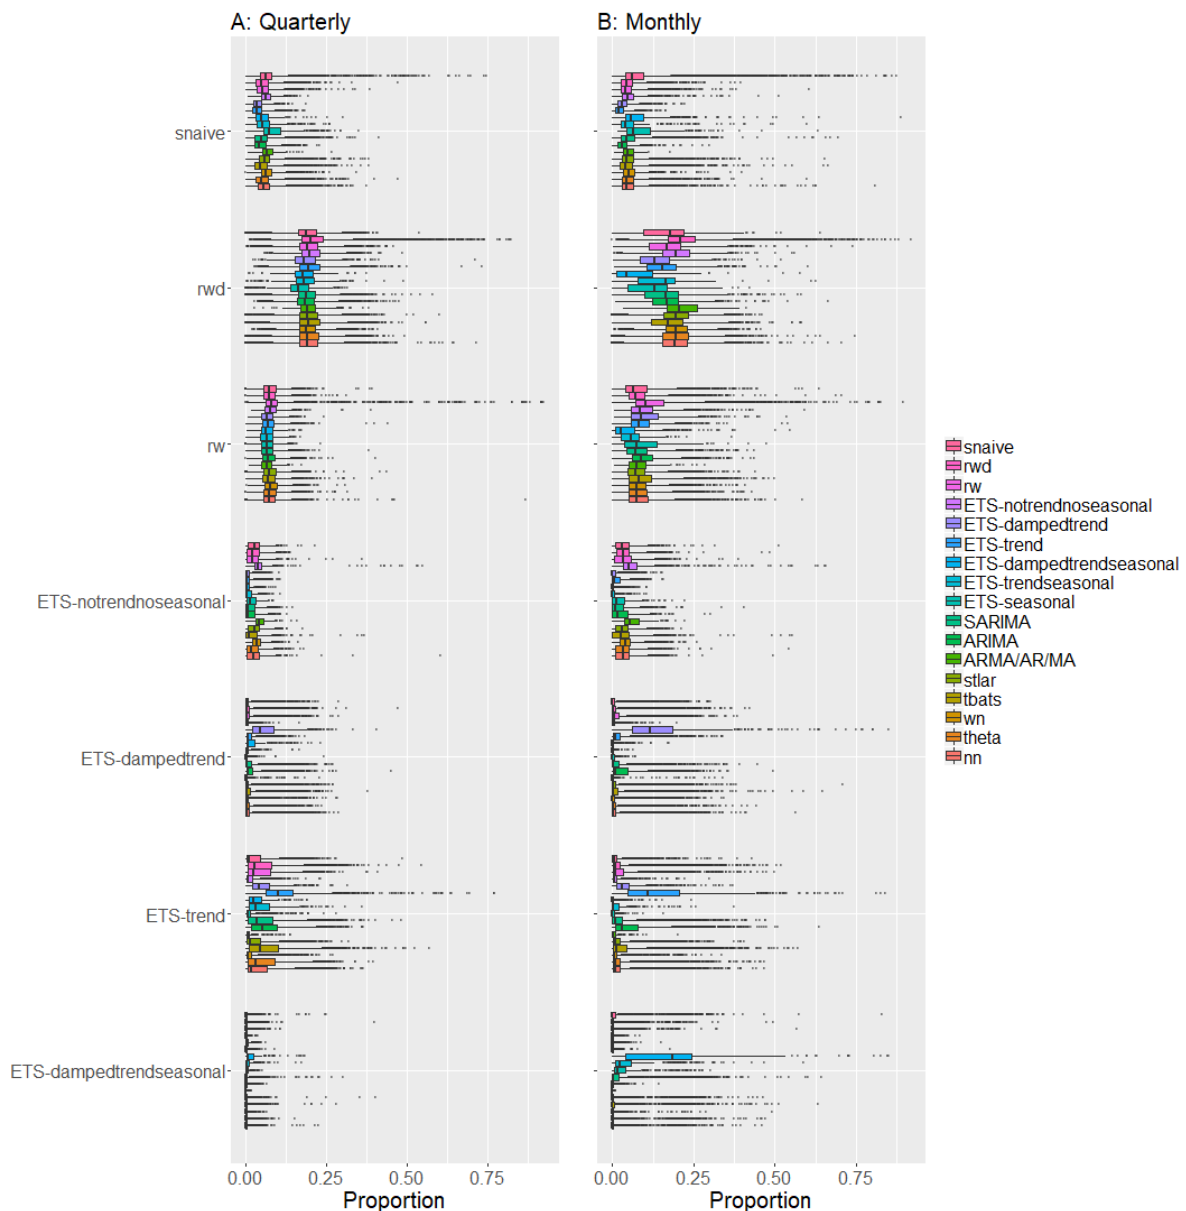 A: Quarterly
B: Monthly
snaive
rwd
rw
ETS-notrendnoseasonal
ETS-dampedtrend
ETS-trend
ETS-dampedtrendseasonal
0.00 0.25 0.50 0.75
0.00 0.25 0.50 0.75
Proportion
Proportion
snaive
rwd
rw
ETS-notrendnoseasonal
ETS-dampedtrend
ETS-trend
ETS-dampedtrendseasonal
ETS-trendseasonal
ETS-seasonal
SARIMA
ARIMA
ARMA/AR/MA
stlar
tbats
wn
theta
nn